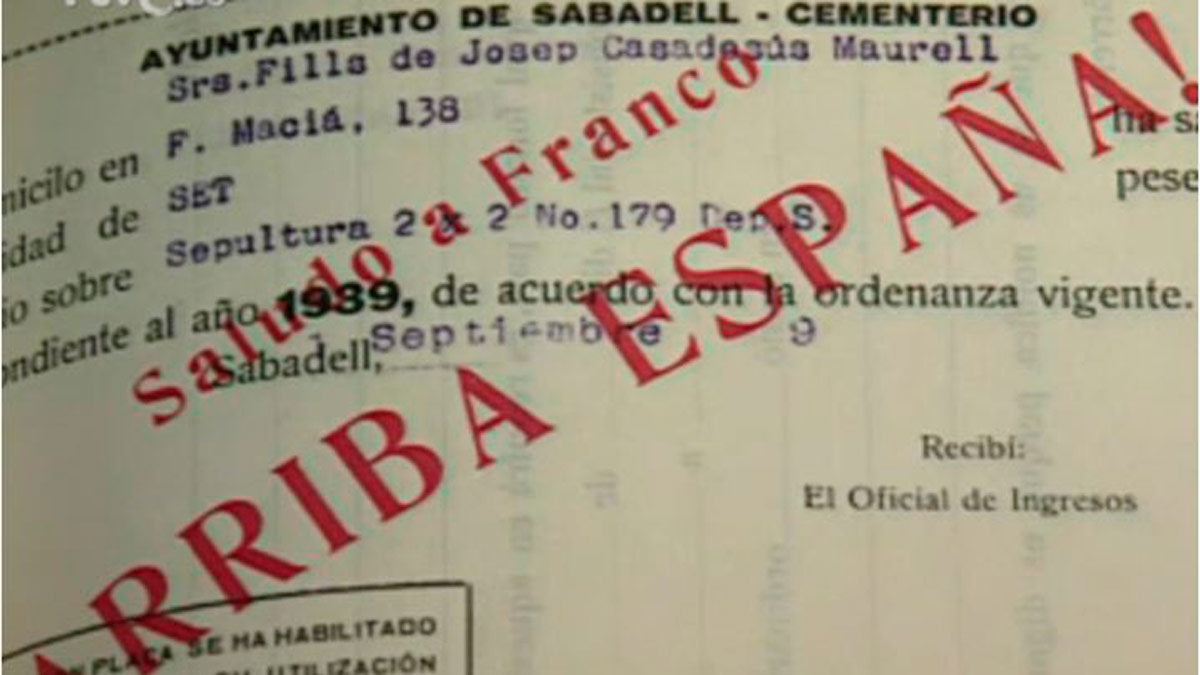 AYUNTAMIENTO DE SABADELL - CEMENTERIO
Srs.Fills de Josep Casadesús Maurell
F. Maciá, 138
micilo en
ha sa
SET
pese
idad de
Sepultura 2 x 2 No.179 Dep.S.
io sobre
ondiente al año 1939, de acuerdo con la ordenanza vigente.
Sabadell, Septiembre 9
Saludo a Franco
ARRIBA ESPAÑA!
Recibí:
El Oficial de Ingresos
PLACA SE HA HABILITADO
UTILIZACIÓN